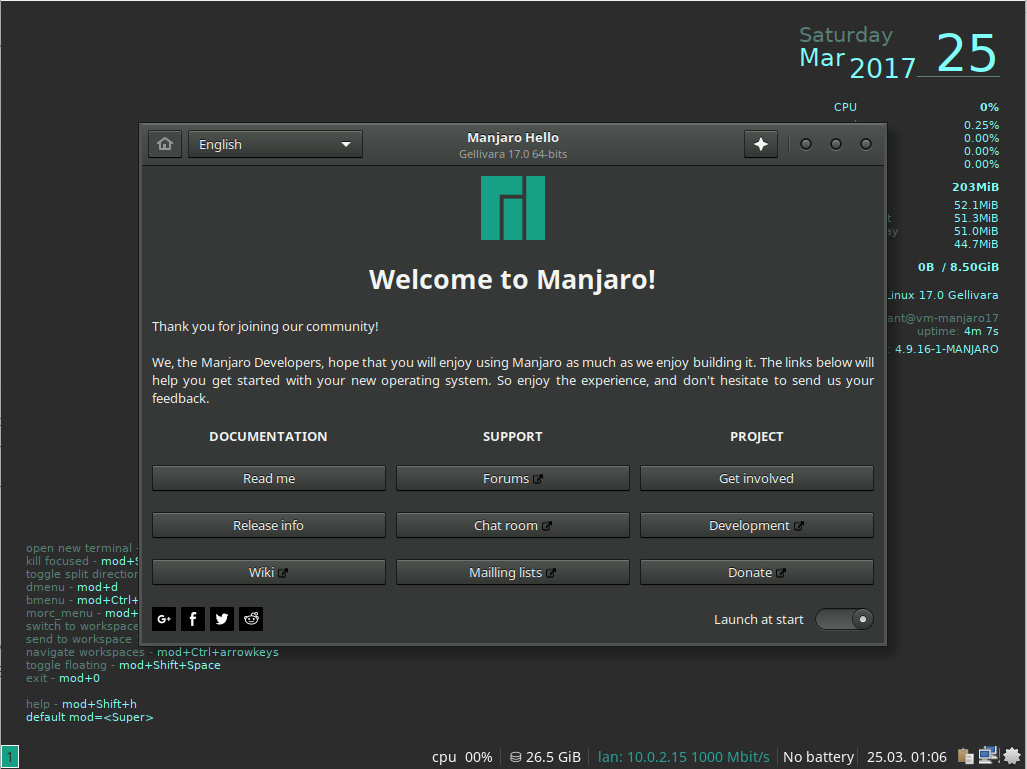 Saturday
Mar 2017 25
CPU 0%
0.25%
0.00%
0.00%
0.00%
203MiB
52.1MiB
51.3MiB
51.0MiB
44.7MiB
0B / 8.50GiB
Linux 17.0 Gellivara
ant@vm-manjaro17
uptime: 4m 7s
: 4.9.16-1-MANJARO
English
Manjaro Hello
Gellivara 17.0 64-bits
Welcome to Manjaro!
Thank you for joining our community!
We, the Manjaro Developers, hope that you will enjoy using Manjaro as much as we enjoy building it. The links below will
help you get started with your new operating system. So enjoy the experience, and don't hesitate to send us your
feedback.
DOCUMENTATION SUPPORT PROJECT
Read me Forums Get involved
Release info Chat room Development
Wiki Mailling lists Donate
G+ f
Launch at start
open new terminal -
kill focused - mod+S
toggle split direction
dmenu - mod+d
bmenu - mod+Ctrl+
morc_menu - mod+
switch to workspace
send to workspace
navigate workspaces - mod+Ctrl+arrowkeys
toggle floating - mod+Shift+Space
exit - mod+0
help - mod+Shift+h
default mod=<Super>
1 cpu 00% 26.5 GiB lan: 10.0.2.15 1000 Mbit/s No battery 25.03. 01:06